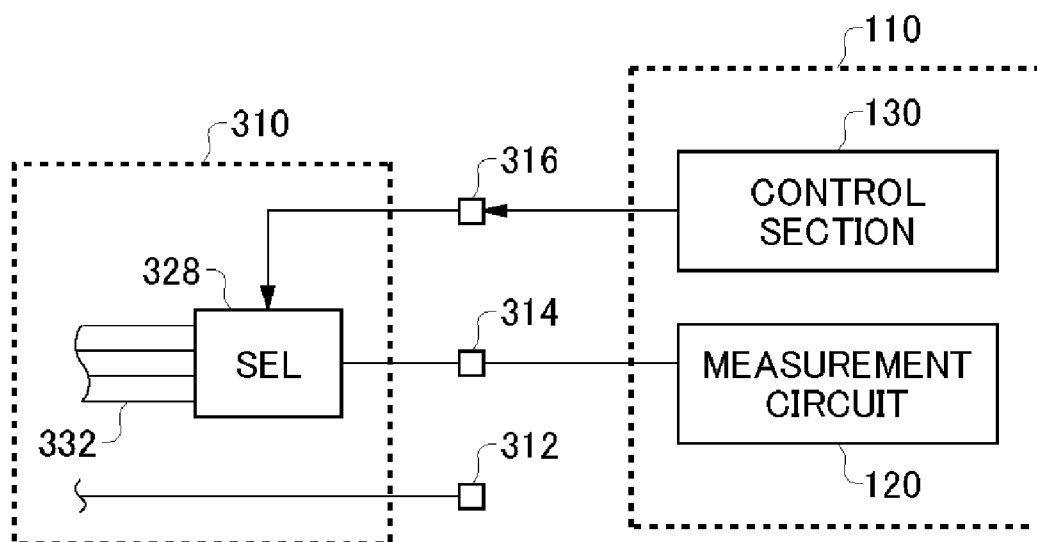 110
310
130
316
CONTROL
SECTION
328
314
SEL
MEASUREMENT
CIRCUIT
332
312
120